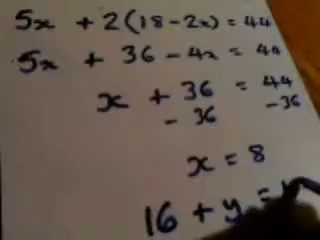 5x + 2(18-2x) = 44
5x + 36 - 4x = 44
x + 36 = 44
- 36 -36
x = 8
16 + y =